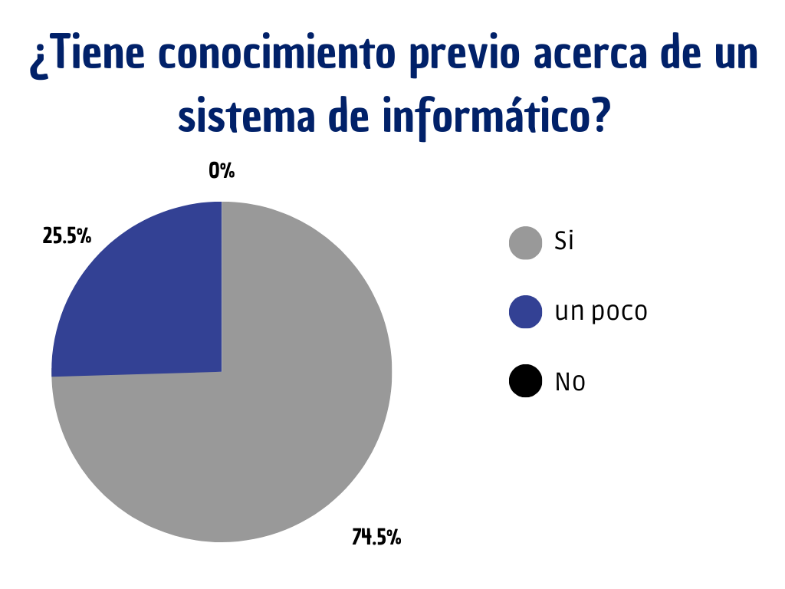 ¿Tiene conocimiento previo acerca de un
sistema de informático?
0%
25.5%
74.5%
Si
un poco
No